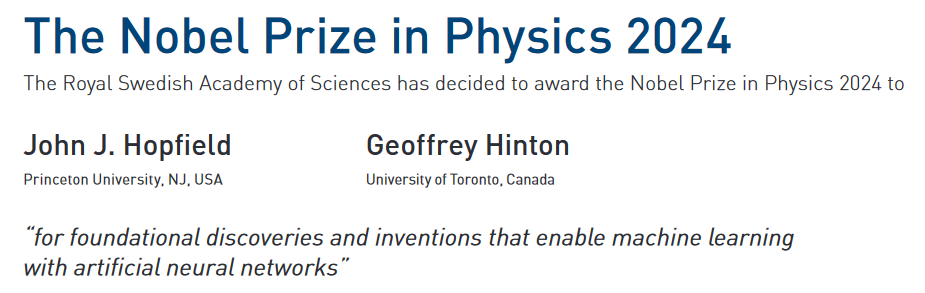 The Nobel Prize in Physics 2024
The Royal Swedish Academy of Sciences has decided to award the Nobel Prize in Physics 2024 to
John J. Hopfield
Princeton University, NJ, USA
Geoffrey Hinton
University of Toronto, Canada
“for foundational discoveries and inventions that enable machine learning
with artificial neural networks”